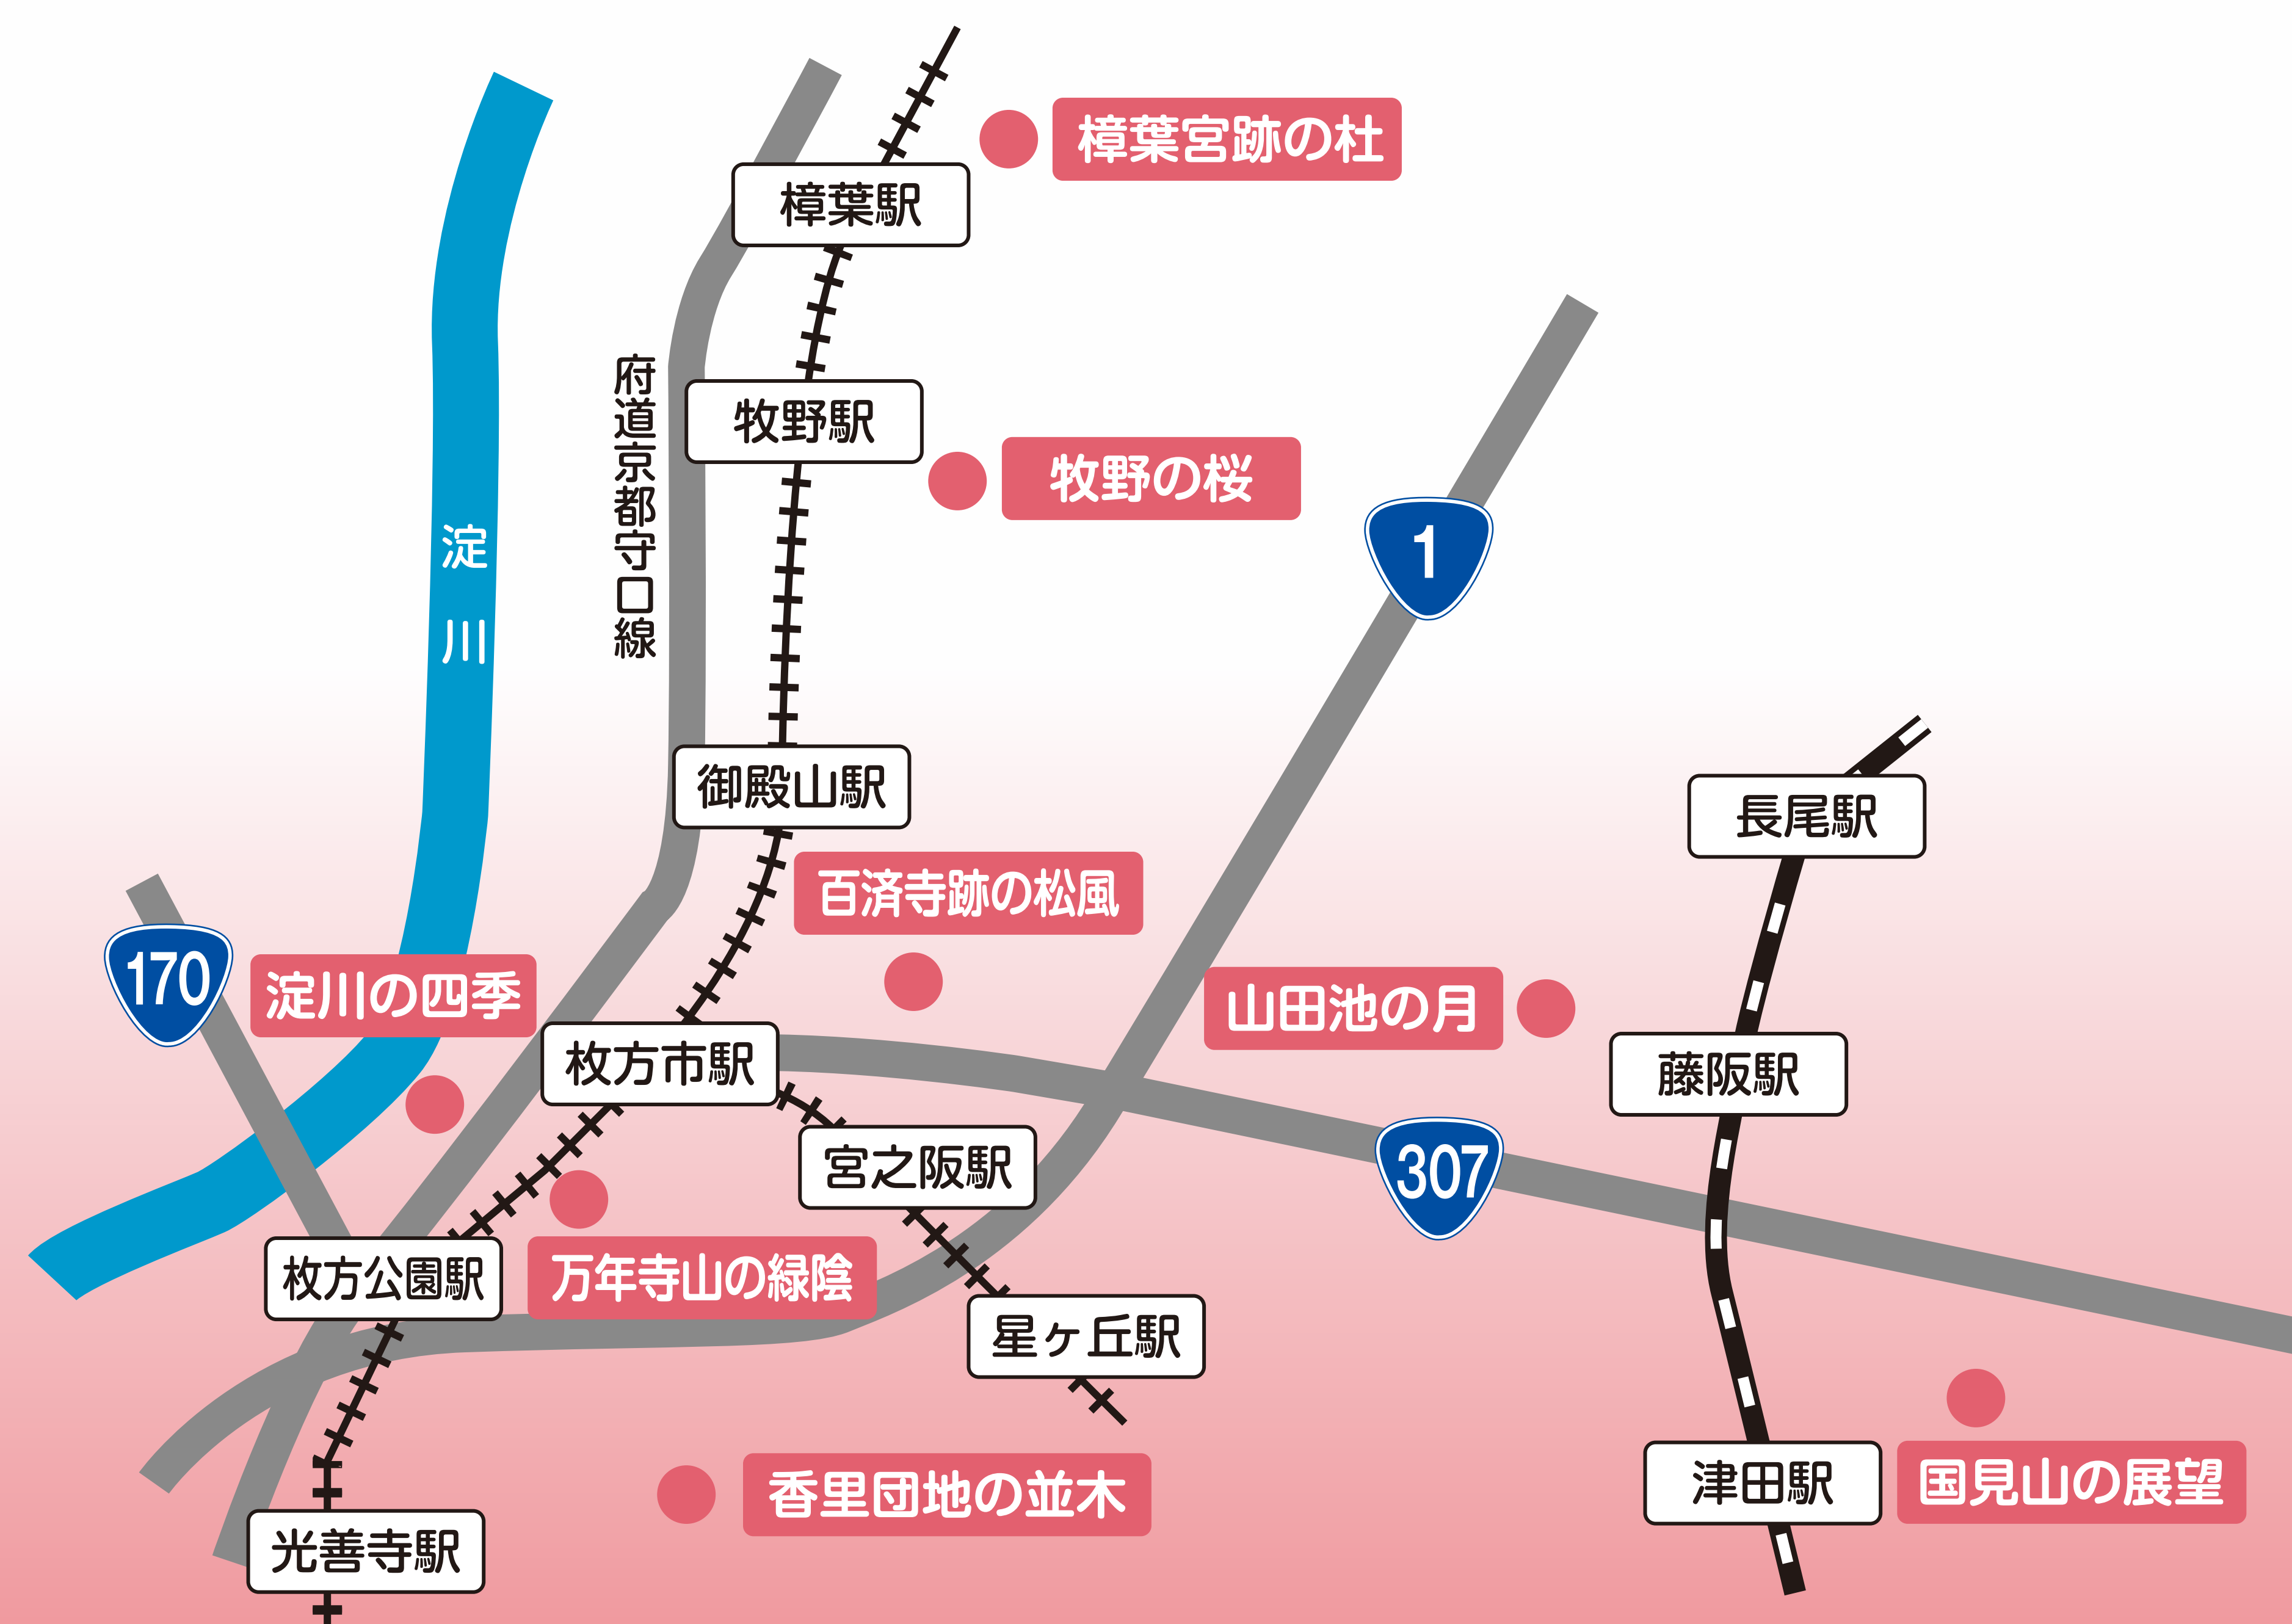 樟葉宮跡の杜
樟葉駅
府道京都守口線
牧野駅
牧野の桜
1
淀川
御殿山駅
長尾駅
百済寺跡の松風
170
淀川の四季
山田池の月
枚方市駅
藤阪駅
宮之阪駅
307
枚方公園駅
万年寺山の緑陰
星ヶ丘駅
香里団地の並木
津田駅
国見山の展望
光善寺駅